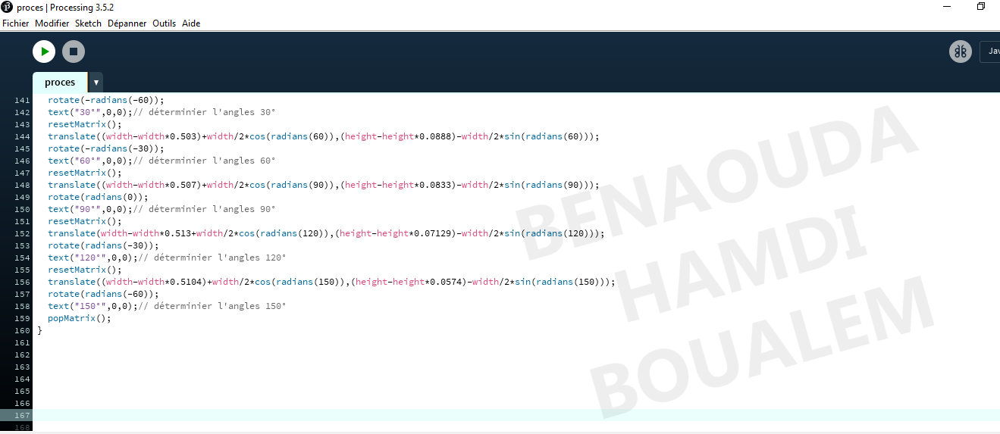 proces | Processing 3.5.2
Fichier Modifier Sketch Dépanner Outils Aide
Jav
proces ▼
141 rotate(-radians(-60));
142 text("30°",0,0);// déterminier l'angles 30°
143 resetMatrix();
144 translate((width-width*0.503)+width/2*cos(radians(60)),(height-height*0.0888)-width/2*sin(radians(60)));
145 rotate(-radians(-30));
146 text("60°",0,0);// déterminier l'angles 60°
147 resetMatrix();
148 translate((width-width*0.507)+width/2*cos(radians(90)),(height-height*0.0833)-width/2*sin(radians(90)));
149 rotate(radians(0));
150 text("90°",0,0);// déterminier l'angles 90°
151 resetMatrix();
152 translate(width-width*0.513+width/2*cos(radians(120)),(height-height*0.07129)-width/2*sin(radians(120)));
153 rotate(radians(-30));
154 text("120°",0,0);// déterminier l'angles 120°
155 resetMatrix();
156 translate((width-width*0.5104)+width/2*cos(radians(150)),(height-height*0.0574)-width/2*sin(radians(150)));
157 rotate(radians(-60));
158 text("150°",0,0);// déterminier l'angles 150°
159 popMatrix();
160 }
161
162
163
164
165
166
167
168
BENAOUDA
HAMDI
BOUALEM